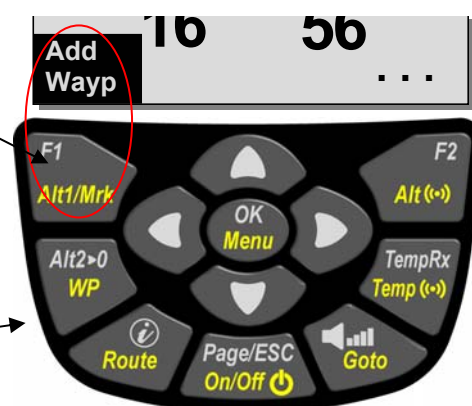 16 56
Add
Wayp
...
F1 F2
Alt1/Mrk Alt((•))
OK
Menu
Alt2▸0 TempRx
WP Temp((•))
i
Route Page/ESC Goto
On/Off